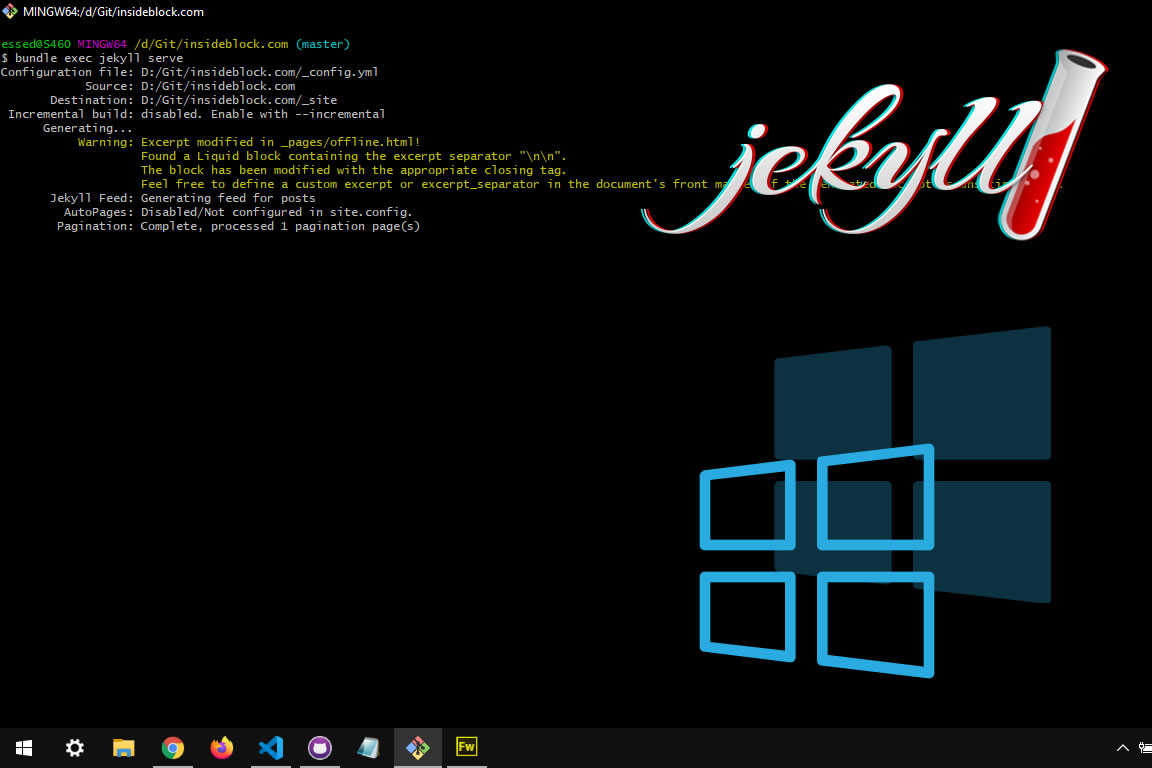 MINGW64:/d/Git/insideblock.com
essed@S460 MINGW64 /d/Git/insideblock.com (master)
$ bundle exec jekyll serve
Configuration file: D:/Git/insideblock.com/_config.yml
Source: D:/Git/insideblock.com
Destination: D:/Git/insideblock.com/_site
Incremental build: disabled. Enable with --incremental
Generating...
Warning: Excerpt modified in _pages/offline.html!
Found a Liquid block containing the excerpt separator "\n\n".
The block has been modified with the appropriate closing tag.
Feel free to define a custom excerpt or excerpt_separator in the document's front
Jekyll Feed: Generating feed for posts
AutoPages: Disabled/Not configured in site.config.
Pagination: Complete, processed 1 pagination page(s)
jekyll
Fw